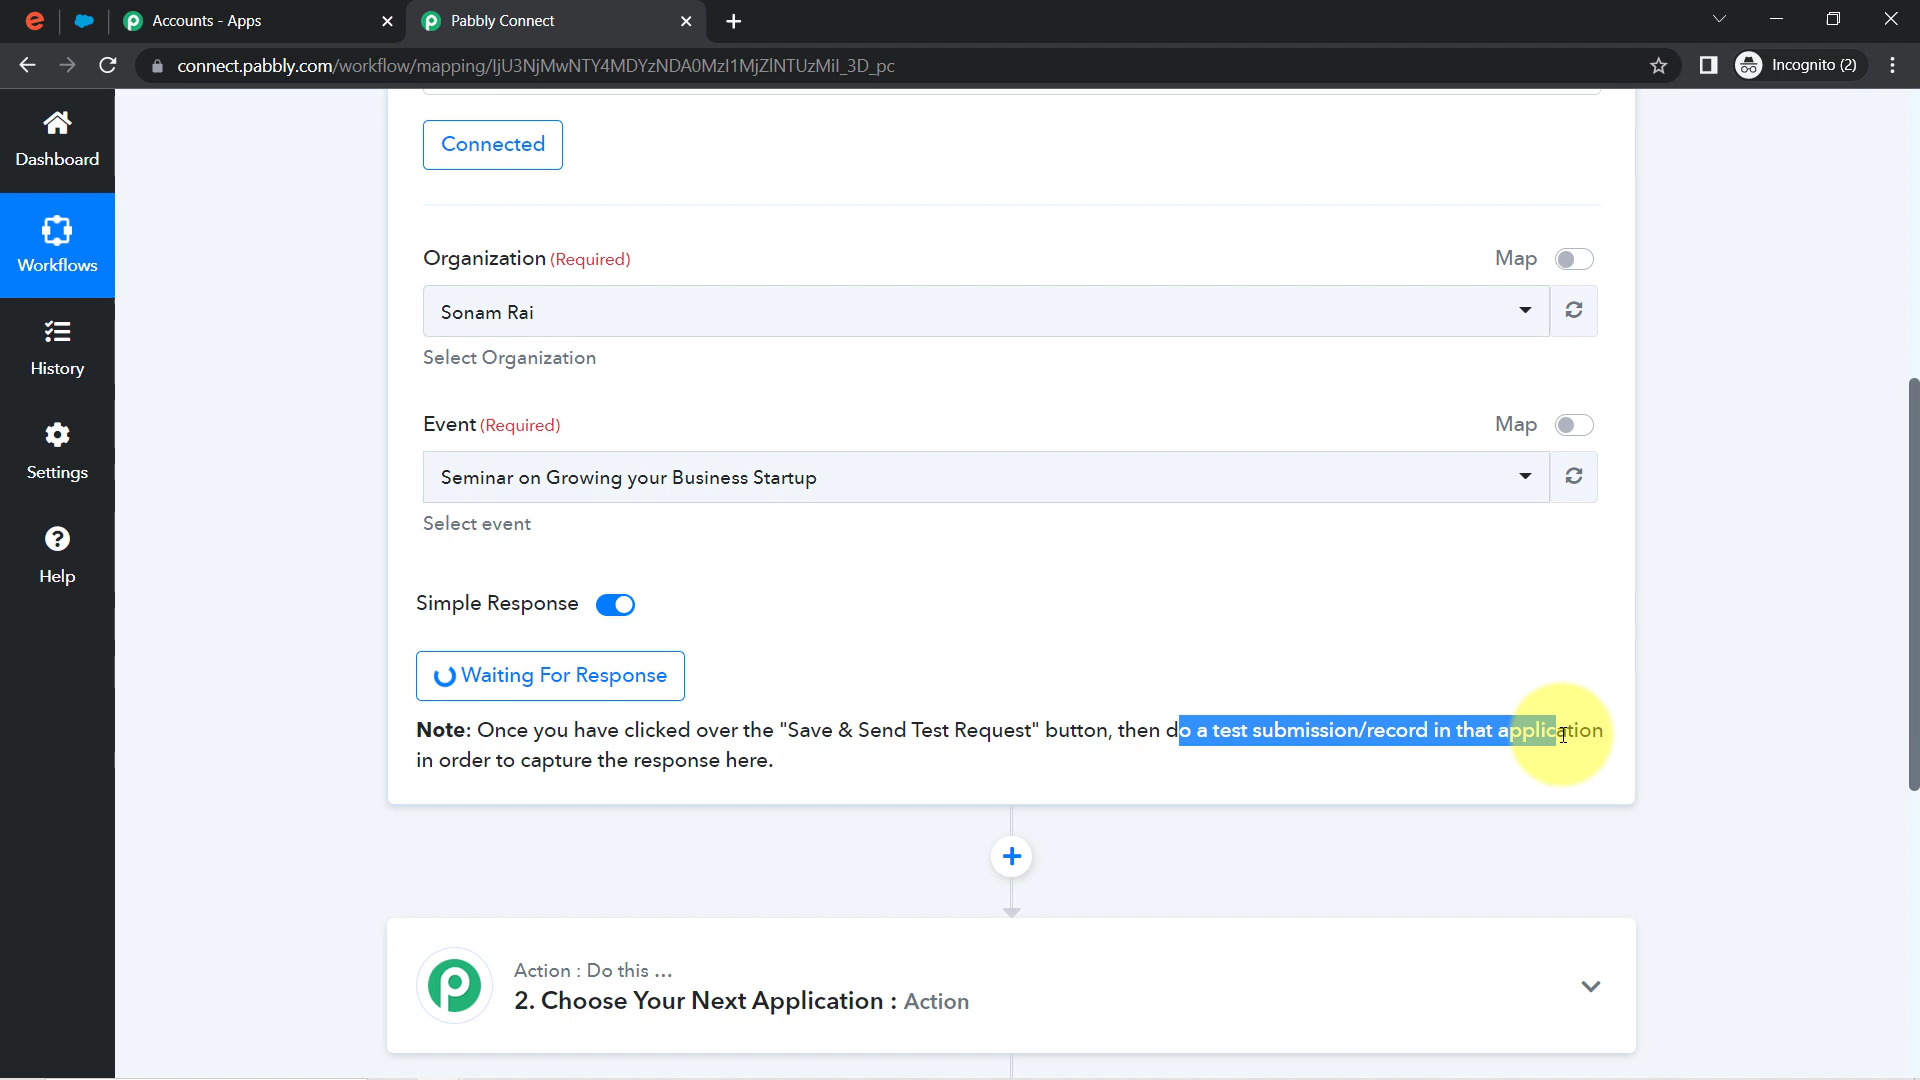 Accounts - Apps
Pabbly Connect
connect.pabbly.com/workflow/mapping/IjU3NjMwNTY4MDYzNDA0MzI1MjZlNTUzMiI_3D_pc
Incognito (2)
Dashboard
Workflows
History
Settings
Help
Connected
Organization (Required)
Map
Sonam Rai
Select Organization
Event (Required)
Map
Seminar on Growing your Business Startup
Select event
Simple Response
Waiting For Response
Note: Once you have clicked over the "Save & Send Test Request" button, then do a test submission/record in that application
in order to capture the response here.
Action : Do this ...
2. Choose Your Next Application : Action